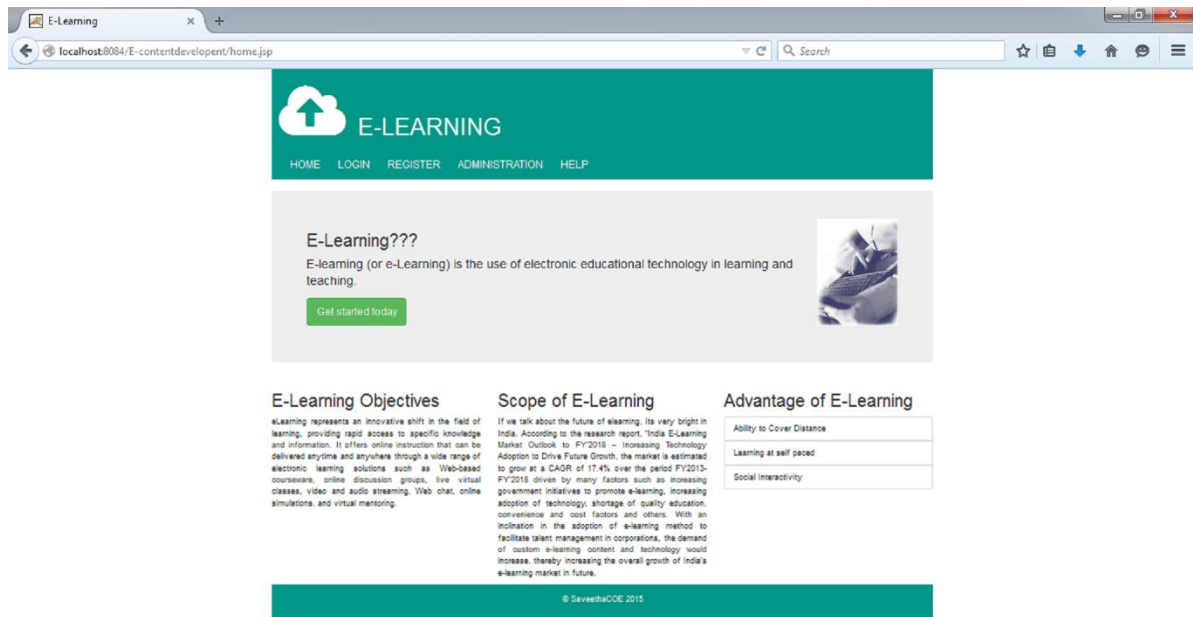 E-Learning
localhost:8084/E-contentdevelopent/home.jsp
Search
E-LEARNING
HOME LOGIN REGISTER ADMINISTRATION HELP
E-Learning???
E-learning (or e-Learning) is the use of electronic educational technology in learning and
teaching.
Get started today
E-Learning Objectives
eLearning represents an innovative shift in the field of
learning, providing rapid access to specific knowledge
and information. It offers online instruction that can be
delivered anytime and anywhere through a wide range of
electronic learning solutions such as Web-based
courseware, online discussion groups, live virtual
classes, video and audio streaming, Web chat, online
simulations, and virtual mentoring.
Scope of E-Learning
If we talk about the future of elearning, its very bright in
India. According to the research report, "India E-Learning
Market Outlook to FY'2018 – Increasing Technology
Adoption to Drive Future Growth, the market is estimated
to grow at a CAGR of 17.4% over the period FY2013-
FY'2018 driven by many factors such as increasing
government initiatives to promote e-learning, increasing
adoption of technology, shortage of quality education,
convenience and cost factors and others. With an
inclination in the adoption of e-learning method to
facilitate talent management in corporations, the demand
of custom e-learning content and technology would
increase, thereby increasing the overall growth of India's
e-learning market in future.
Advantage of E-Learning
Ability to Cover Distance
Learning at self paced
Social Interactivity
© SaveethaCOE 2015